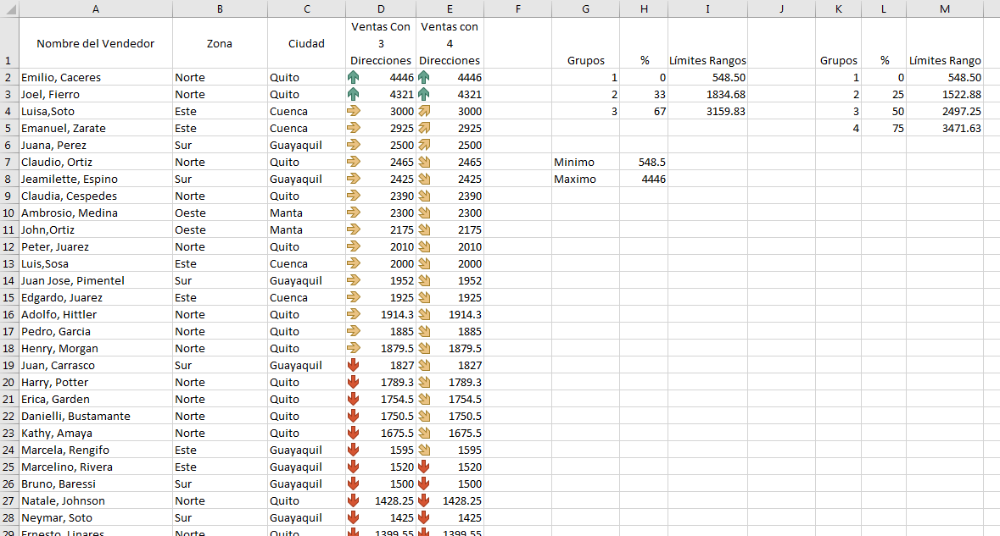 A B C D E F G H I J K L M
1 Nombre del Vendedor Zona Ciudad Ventas Con 3 Direcciones Ventas con 4 Direcciones Grupos % Límites Rangos Grupos % Límites Rango
2 Emilio, Caceres Norte Quito 4446 4446 1 0 548.50 1 0 548.50
3 Joel, Fierro Norte Quito 4321 4321 2 33 1834.68 2 25 1522.88
4 Luisa,Soto Este Cuenca 3000 3000 3 67 3159.83 3 50 2497.25
5 Emanuel, Zarate Este Cuenca 2925 2925 4 75 3471.63
6 Juana, Perez Sur Guayaquil 2500 2500
7 Claudio, Ortiz Norte Quito 2465 2465 Minimo 548.5
8 Jeamilette, Espino Sur Guayaquil 2425 2425 Maximo 4446
9 Claudia, Cespedes Norte Quito 2390 2390
10 Ambrosio, Medina Oeste Manta 2300 2300
11 John,Ortiz Oeste Manta 2175 2175
12 Peter, Juarez Norte Quito 2010 2010
13 Luis,Sosa Este Cuenca 2000 2000
14 Juan Jose, Pimentel Sur Guayaquil 1952 1952
15 Edgardo, Juarez Este Cuenca 1925 1925
16 Adolfo, Hittler Norte Quito 1914.3 1914.3
17 Pedro, Garcia Norte Quito 1885 1885
18 Henry, Morgan Norte Quito 1879.5 1879.5
19 Juan, Carrasco Sur Guayaquil 1827 1827
20 Harry, Potter Norte Quito 1789.3 1789.3
21 Erica, Garden Norte Quito 1754.5 1754.5
22 Danielli, Bustamante Norte Quito 1750.5 1750.5
23 Kathy, Amaya Norte Quito 1675.5 1675.5
24 Marcela, Rengifo Este Guayaquil 1595 1595
25 Marcelino, Rivera Este Guayaquil 1520 1520
26 Bruno, Baressi Sur Guayaquil 1500 1500
27 Natale, Johnson Norte Quito 1428.25 1428.25
28 Neymar, Soto Sur Guayaquil 1425 1425
29 Ernesto, Linares Norte Quito 1399.55 1399.55